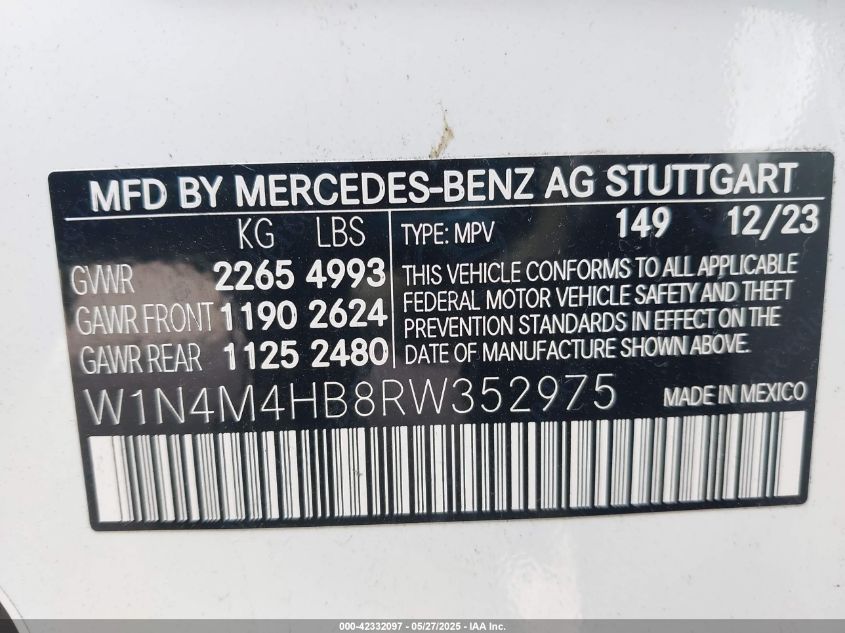 MFD BY MERCEDES-BENZ AG STUTTGART
KG LBS
GVWR 2265 4993
GAWR FRONT 1190 2624
GAWR REAR 1125 2480
TYPE: MPV 149 12/23
THIS VEHICLE CONFORMS TO ALL APPLICABLE
FEDERAL MOTOR VEHICLE SAFETY AND THEFT
PREVENTION STANDARDS IN EFFECT ON THE
DATE OF MANUFACTURE SHOWN ABOVE.
W1N4M4HB8RW352975 MADE IN MEXICO
000-42332097 - 05/27/2025 - IAA Inc.